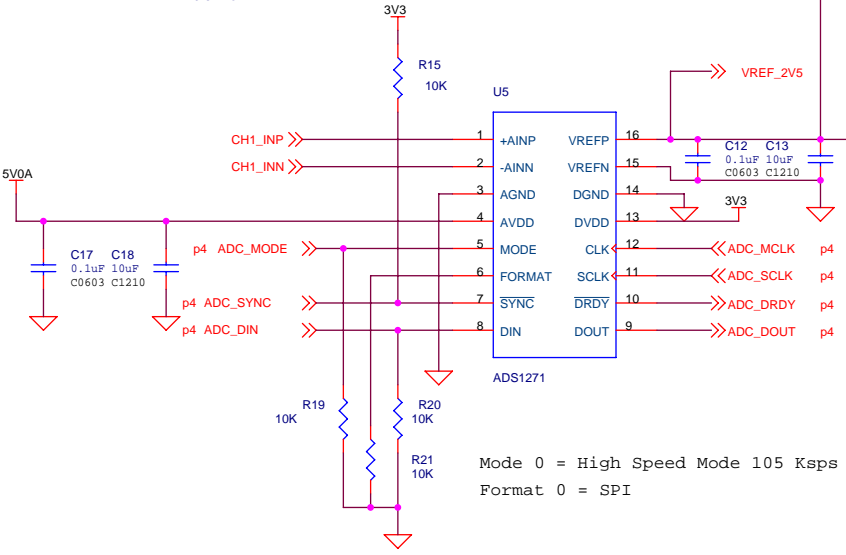 3V3
R15
10K
VREF_2V5
U5
CH1_INP
1
+AINP
VREFP
16
C12 C13
0.1uF 10uF
C0603 C1210
CH1_INN
2
-AINN
VREFN
15
5V0A
3
AGND
DGND
14
3V3
4
AVDD
DVDD
13
C17 C18
0.1uF 10uF
C0603 C1210
p4 ADC_MODE
5
MODE
CLK
12
ADC_MCLK p4
6
FORMAT
SCLK
11
ADC_SCLK p4
p4 ADC_SYNC
7
SYNC
DRDY
10
ADC_DRDY p4
p4 ADC_DIN
8
DIN
DOUT
9
ADC_DOUT p4
ADS1271
R19
10K
R20
10K
R21
10K
Mode 0 = High Speed Mode 105 Ksps
Format 0 = SPI